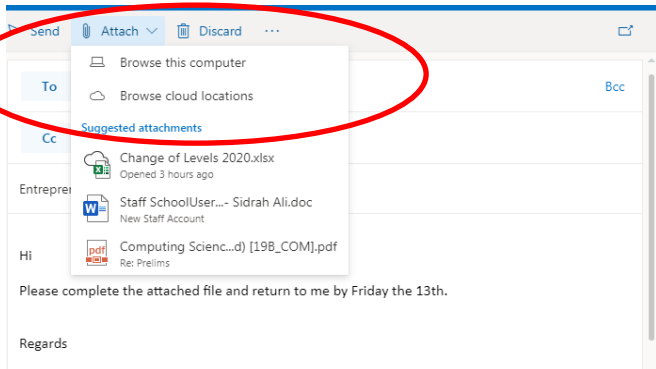 Send Attach Discard ...
Browse this computer
To Bcc
Browse cloud locations
Suggested attachments
Cc
Change of Levels 2020.xlsx
Opened 3 hours ago
Staff SchoolUser...- Sidrah Ali.doc
New Staff Account
Computing Scienc...d) [19B_COM].pdf
Re: Prelims
Hi
Please complete the attached file and return to me by Friday the 13th.
Regards